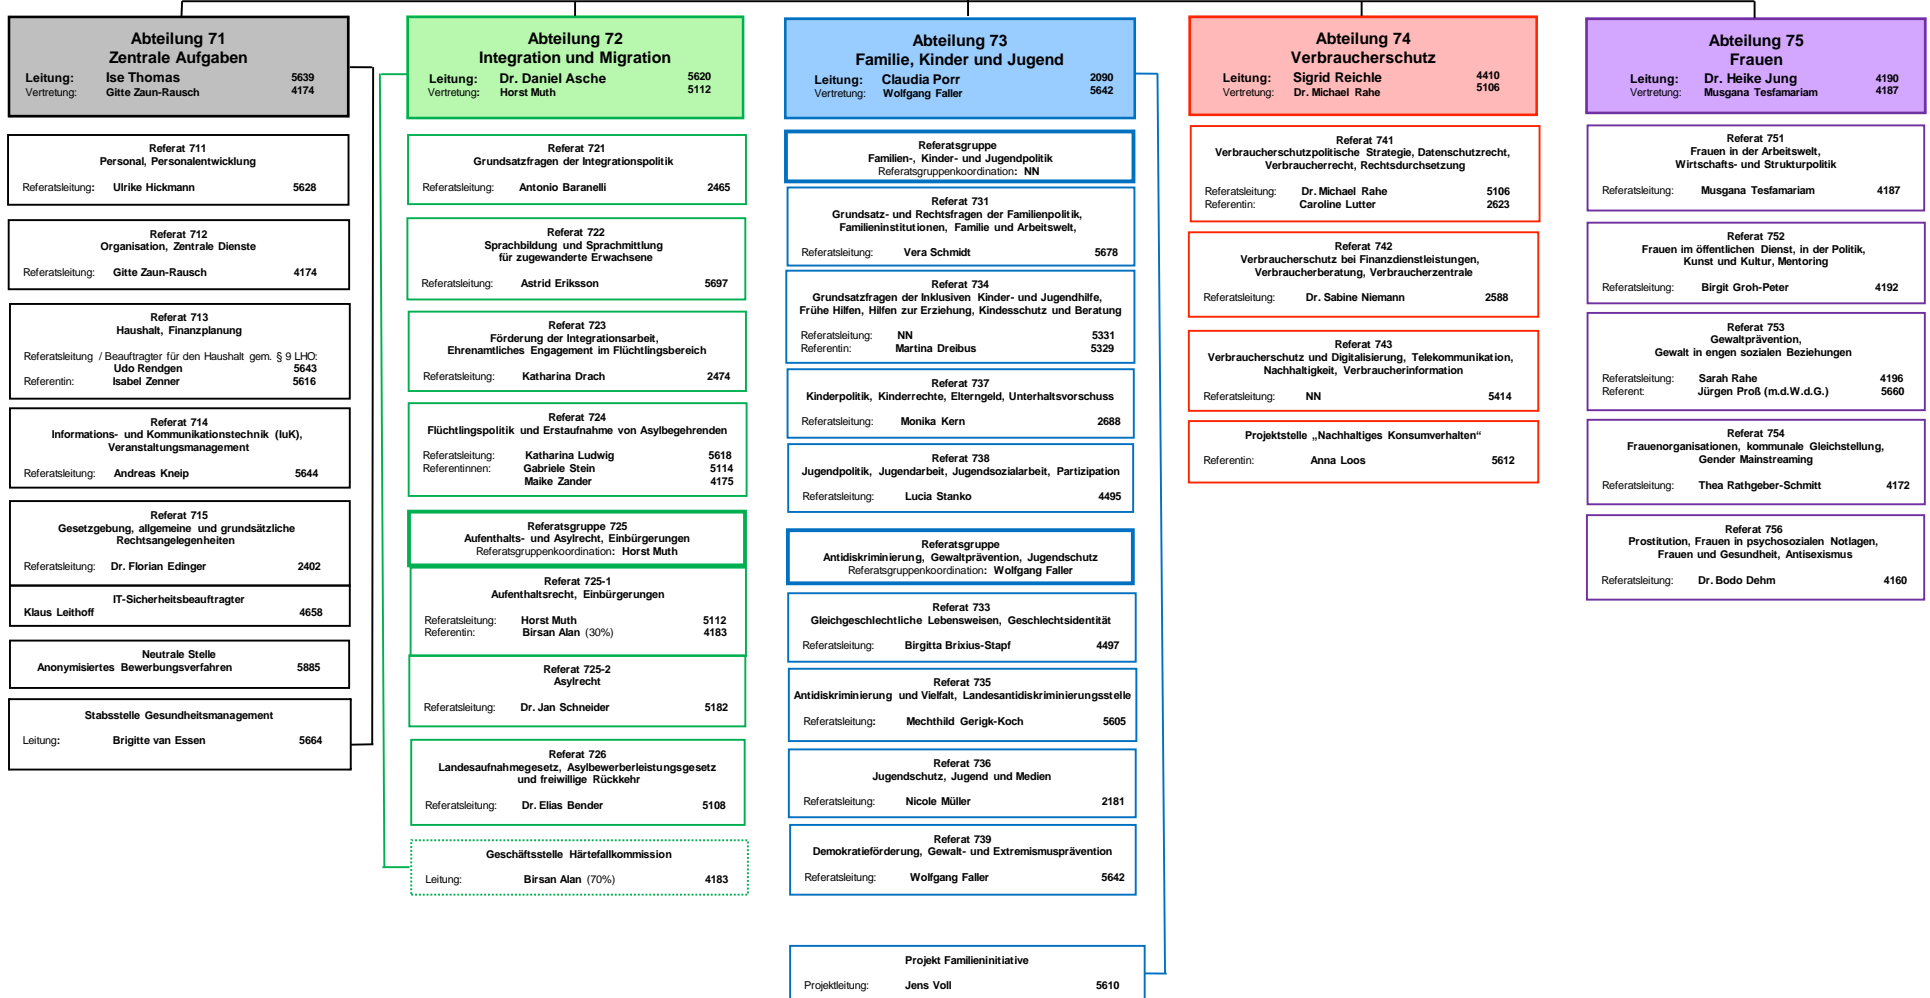 Abteilung 71
Zentrale Aufgaben
Leitung: Ise Thomas 5639
Vertretung: Gitte Zaun-Rausch 4174
Referat 711
Personal, Personalentwicklung
Referatsleitung: Ulrike Hickmann 5628
Referat 712
Organisation, Zentrale Dienste
Referatsleitung: Gitte Zaun-Rausch 4174
Referat 713
Haushalt, Finanzplanung
Referatsleitung / Beauftragter für den Haushalt gem. § 9 LHO:
Udo Rendgen 5643
Referentin: Isabel Zenner 5616
Referat 714
Informations- und Kommunikationstechnik (IuK),
Veranstaltungsmanagement
Referatsleitung: Andreas Kneip 5644
Referat 715
Gesetzgebung, allgemeine und grundsätzliche
Rechtsangelegenheiten
Referatsleitung: Dr. Florian Edinger 2402
IT-Sicherheitsbeauftragter
Klaus Leithoff 4658
Neutrale Stelle
Anonymisiertes Bewerbungsverfahren 5885
Stabsstelle Gesundheitsmanagement
Leitung: Brigitte van Essen 5664
Abteilung 72
Integration und Migration
Leitung: Dr. Daniel Asche 5620
Vertretung: Horst Muth 5112
Referat 721
Grundsatzfragen der Integrationspolitik
Referatsleitung: Antonio Baranelli 2465
Referat 722
Sprachbildung und Sprachmittlung
für zugewanderte Erwachsene
Referatsleitung: Astrid Eriksson 5697
Referat 723
Förderung der Integrationsarbeit,
Ehrenamtliches Engagement im Flüchtlingsbereich
Referatsleitung: Katharina Drach 2474
Referat 724
Flüchtlingspolitik und Erstaufnahme von Asylbegehrenden
Referatsleitung: Katharina Ludwig 5618
Referentinnen: Gabriele Stein 5114
Maike Zander 4175
Referatsgruppe 725
Aufenthalts- und Asylrecht, Einbürgerungen
Referatsgruppenkoordination: Horst Muth
Referat 725-1
Aufenthaltsrecht, Einbürgerungen
Referatsleitung: Horst Muth 5112
Referentin: Birsan Alan (30%) 4183
Referat 725-2
Asylrecht
Referatsleitung: Dr. Jan Schneider 5182
Referat 726
Landesaufnahmegesetz, Asylbewerberleistungsgesetz
und freiwillige Rückkehr
Referatsleitung: Dr. Elias Bender 5108
Geschäftsstelle Härtefallkommission
Leitung: Birsan Alan (70%) 4183
Abteilung 73
Familie, Kinder und Jugend
Leitung: Claudia Porr 2090
Vertretung: Wolfgang Faller 5642
Referatsgruppe
Familien-, Kinder- und Jugendpolitik
Referatsgruppenkoordination: NN
Referat 731
Grundsatz- und Rechtsfragen der Familienpolitik,
Familieninstitutionen, Familie und Arbeitswelt,
Referatsleitung: Vera Schmidt 5678
Referat 734
Grundsatzfragen der Inklusiven Kinder- und Jugendhilfe,
Frühe Hilfen, Hilfen zur Erziehung, Kindesschutz und Beratung
Referatsleitung: NN 5331
Referentin: Martina Dreibus 5329
Referat 737
Kinderpolitik, Kinderrechte, Elterngeld, Unterhaltsvorschuss
Referatsleitung: Monika Kern 2688
Referat 738
Jugendpolitik, Jugendarbeit, Jugendsozialarbeit, Partizipation
Referatsleitung: Lucia Stanko 4495
Referatsgruppe
Antidiskriminierung, Gewaltprävention, Jugendschutz
Referatsgruppenkoordination: Wolfgang Faller
Referat 733
Gleichgeschlechtliche Lebensweisen, Geschlechtsidentität
Referatsleitung: Birgitta Brixius-Stapf 4497
Referat 735
Antidiskriminierung und Vielfalt, Landesantidiskriminierungsstelle
Referatsleitung: Mechthild Gerigk-Koch 5605
Referat 736
Jugendschutz, Jugend und Medien
Referatsleitung: Nicole Müller 2181
Referat 739
Demokratieförderung, Gewalt- und Extremismusprävention
Referatsleitung: Wolfgang Faller 5642
Projekt Familieninitiative
Projektleitung: Jens Voll 5610
Abteilung 74
Verbraucherschutz
Leitung: Sigrid Reichle 4410
Vertretung: Dr. Michael Rahe 5106
Referat 741
Verbraucherschutzpolitische Strategie, Datenschutzrecht,
Verbraucherrecht, Rechtsdurchsetzung
Referatsleitung: Dr. Michael Rahe 5106
Referentin: Caroline Lutter 2623
Referat 742
Verbraucherschutz bei Finanzdienstleistungen,
Verbraucherberatung, Verbraucherzentrale
Referatsleitung: Dr. Sabine Niemann 2588
Referat 743
Verbraucherschutz und Digitalisierung, Telekommunikation,
Nachhaltigkeit, Verbraucherinformation
Referatsleitung: NN 5414
Projektstelle „Nachhaltiges Konsumverhalten“
Referentin: Anna Loos 5612
Abteilung 75
Frauen
Leitung: Dr. Heike Jung 4190
Vertretung: Musgana Tesfamariam 4187
Referat 751
Frauen in der Arbeitswelt,
Wirtschafts- und Strukturpolitik
Referatsleitung: Musgana Tesfamariam 4187
Referat 752
Frauen im öffentlichen Dienst, in der Politik,
Kunst und Kultur, Mentoring
Referatsleitung: Birgit Groh-Peter 4192
Referat 753
Gewaltprävention,
Gewalt in engen sozialen Beziehungen
Referatsleitung: Sarah Rahe 4196
Referent: Jürgen Proß (m.d.W.d.G.) 5660
Referat 754
Frauenorganisationen, kommunale Gleichstellung,
Gender Mainstreaming
Referatsleitung: Thea Rathgeber-Schmitt 4172
Referat 756
Prostitution, Frauen in psychosozialen Notlagen,
Frauen und Gesundheit, Antisexismus
Referatsleitung: Dr. Bodo Dehm 4160